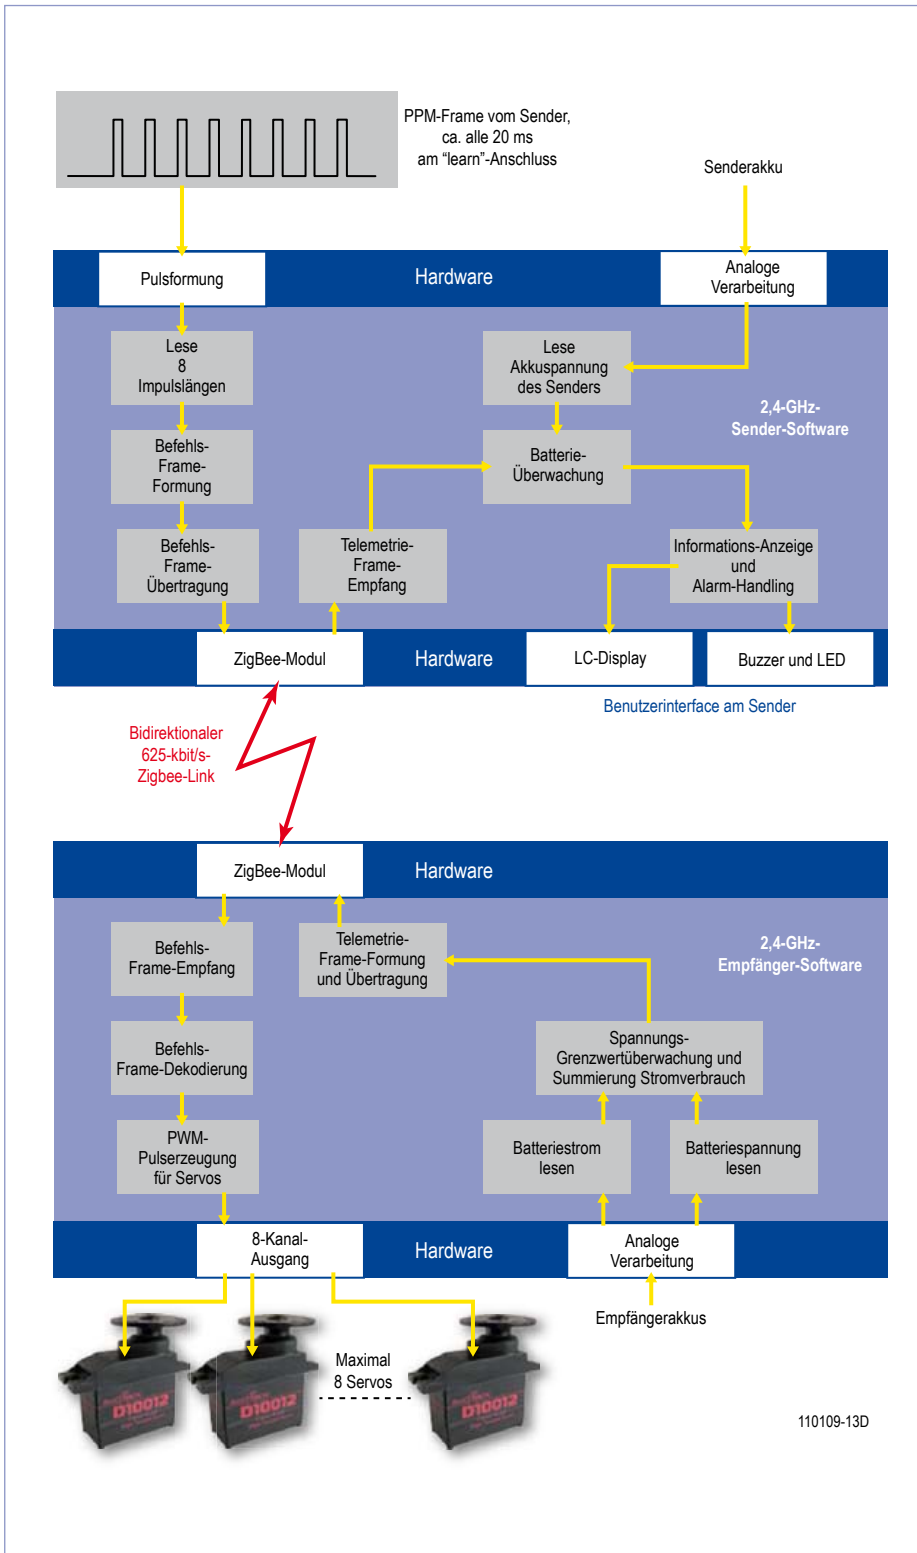 PPM-Frame vom Sender,
ca. alle 20 ms
am “learn”-Anschluss
Senderakku
Pulsformung
Hardware
Analoge
Verarbeitung
Lese
8
Impulslängen
Lese
Akkuspannung
des Senders
2,4-GHz-
Sender-Software
Befehls-
Frame-
Formung
Batterie-
Überwachung
Befehls-
Frame-
Übertragung
Telemetrie-
Frame-
Empfang
Informations-Anzeige
und
Alarm-Handling
ZigBee-Modul
Hardware
LC-Display
Buzzer und LED
Benutzerinterface am Sender
Bidirektionaler
625-kbit/s-
Zigbee-Link
ZigBee-Modul
Hardware
Befehls-
Frame-Empfang
Telemetrie-
Frame-Formung
und Übertragung
2,4-GHz-
Empfänger-Software
Befehls-
Frame-Dekodierung
Spannungs-
Grenzwertüberwachung und
Summierung Stromverbrauch
PWM-
Pulserzeugung
für Servos
Batteriestrom
lesen
Batteriespannung
lesen
8-Kanal-
Ausgang
Hardware
Analoge
Verarbeitung
Empfängerakkus
Maximal
8 Servos
D10012
D10012
D10012
110109-13D